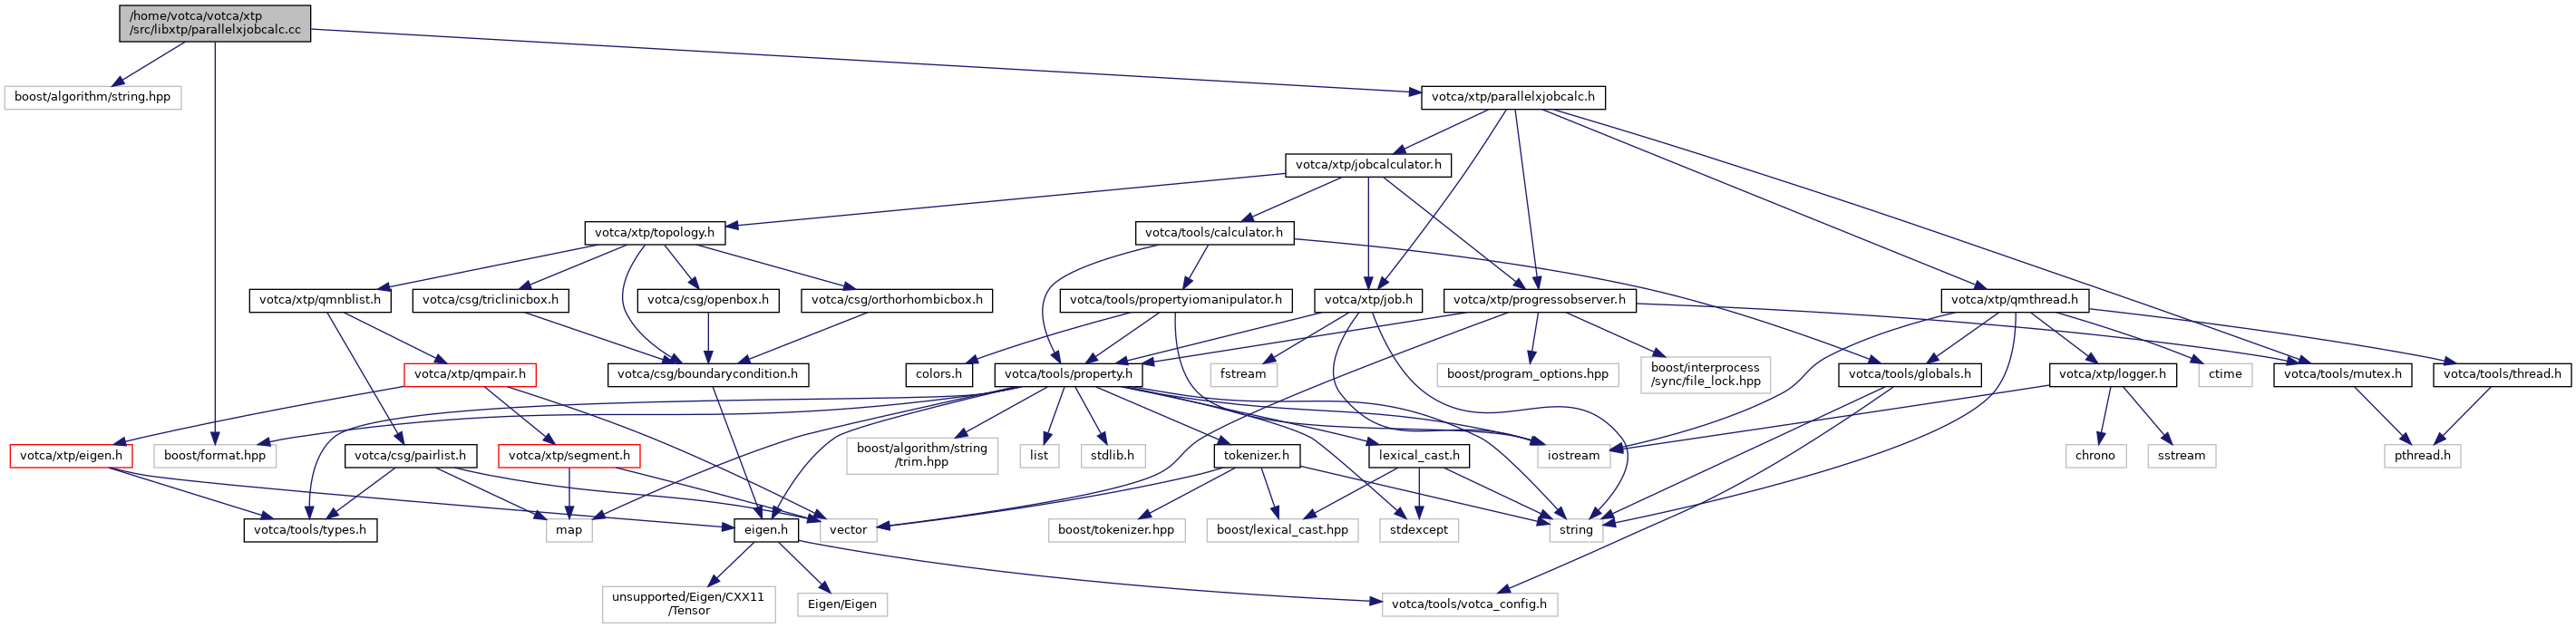 /home/votca/votca/xtp
/src/libxtp/parallelxjobcalc.cc
boost/algorithm/string.hpp
votca/xtp/parallelxjobcalc.h
votca/xtp/jobcalculator.h
votca/xtp/topology.h
votca/tools/calculator.h
votca/xtp/qmnblist.h
votca/csg/triclinicbox.h
votca/csg/openbox.h
votca/csg/orthorhombicbox.h
votca/tools/propertyiomanipulator.h
votca/xtp/job.h
votca/xtp/progressobserver.h
votca/xtp/qmthread.h
votca/xtp/qmpair.h
votca/csg/boundarycondition.h
colors.h
votca/tools/property.h
fstream
boost/program_options.hpp
boost/interprocess
/sync/file_lock.hpp
votca/tools/globals.h
votca/xtp/logger.h
ctime
votca/tools/mutex.h
votca/tools/thread.h
votca/xtp/eigen.h
boost/format.hpp
votca/csg/pairlist.h
votca/xtp/segment.h
boost/algorithm/string
/trim.hpp
list
stdlib.h
tokenizer.h
lexical_cast.h
iostream
chrono
sstream
pthread.h
votca/tools/types.h
map
eigen.h
vector
boost/tokenizer.hpp
boost/lexical_cast.hpp
stdexcept
string
unsupported/Eigen/CXX11
/Tensor
Eigen/Eigen
votca/tools/votca_config.h